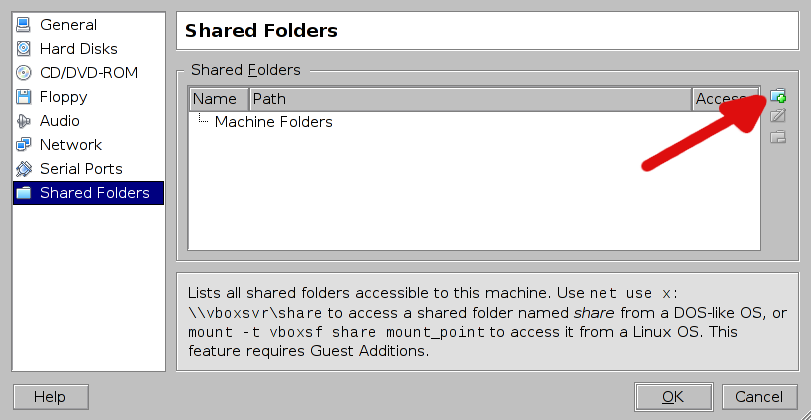 General
Hard Disks
CD/DVD-ROM
Floppy
Audio
Network
Serial Ports
Shared Folders
Shared Folders
Shared Folders
Name Path
Machine Folders
Lists all shared folders accessible to this machine. Use net use x:
\\vboxsvr\share to access a shared folder named share from a DOS-like OS, or
mount -t vboxsf share mount_point to access it from a Linux OS. This
feature requires Guest Additions.
Help
OK
Cancel